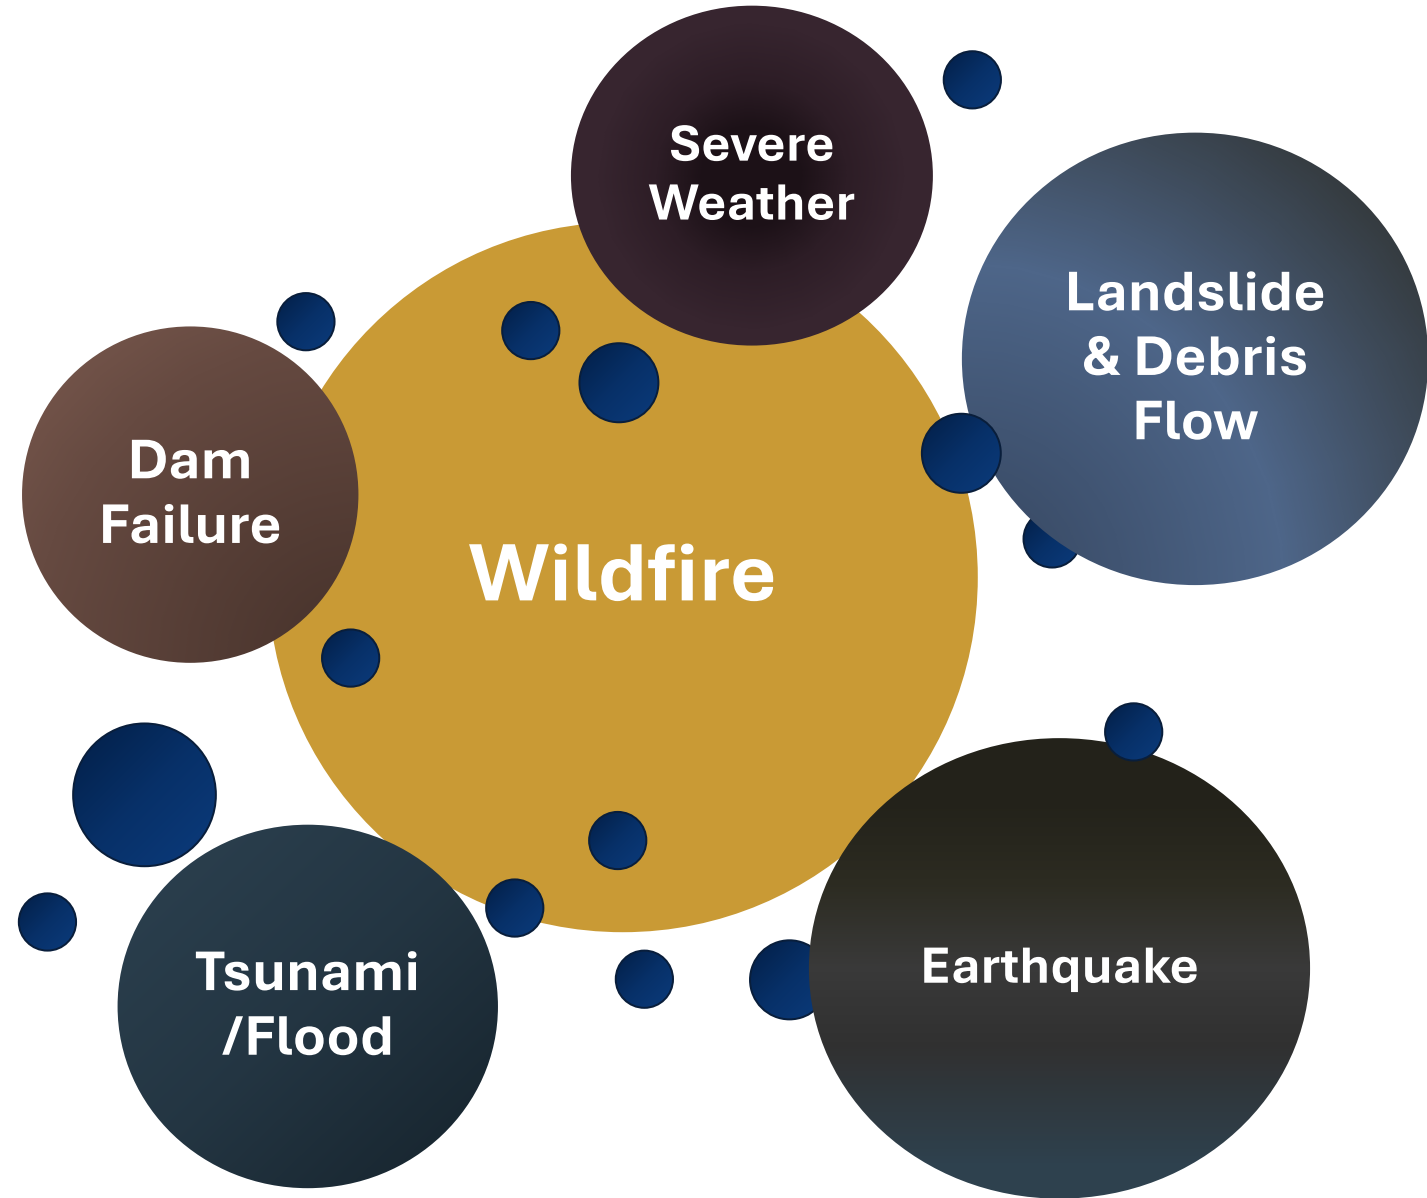 Severe
Weather
Landslide
& Debris
Flow
Dam
Failure
Wildfire
Tsunami
/Flood
Earthquake